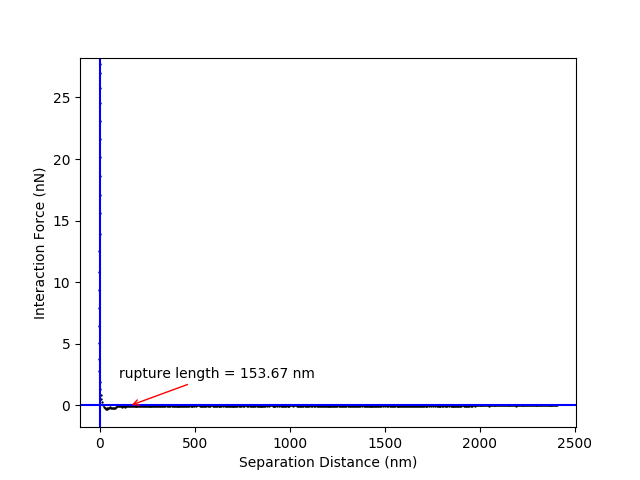 25
20
15
10
5
0
Interaction Force (nN)
rupture length = 153.67 nm
0 500 1000 1500 2000 2500
Separation Distance (nm)